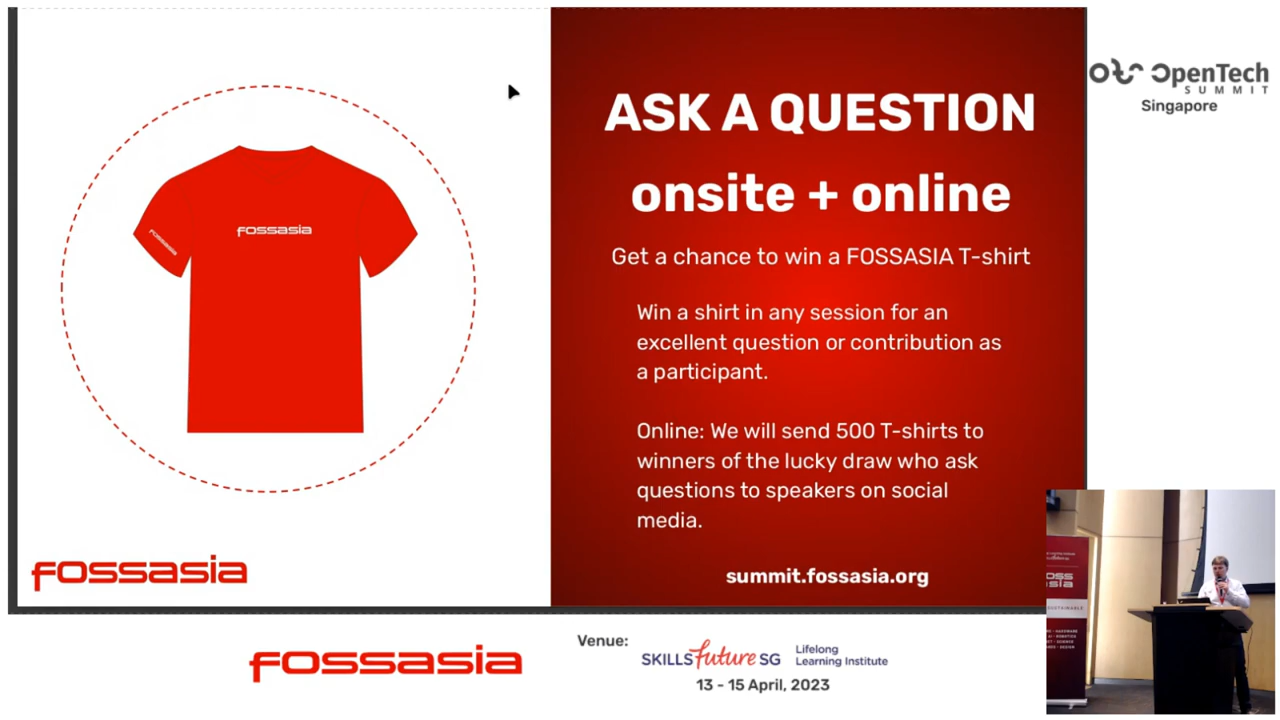 fossasia
fossasia
fossasia
ASK A QUESTION
onsite + online
Get a chance to win a FOSSASIA T-shirt
Win a shirt in any session for an
excellent question or contribution as
a participant.
Online: We will send 500 T-shirts to
winners of the lucky draw who ask
questions to speakers on social
media.
summit.fossasia.org
OpenTech
SUMMIT
Singapore
fossasia
Venue:
SKILLS future SG
Lifelong
Learning Institute
13 - 15 April, 2023